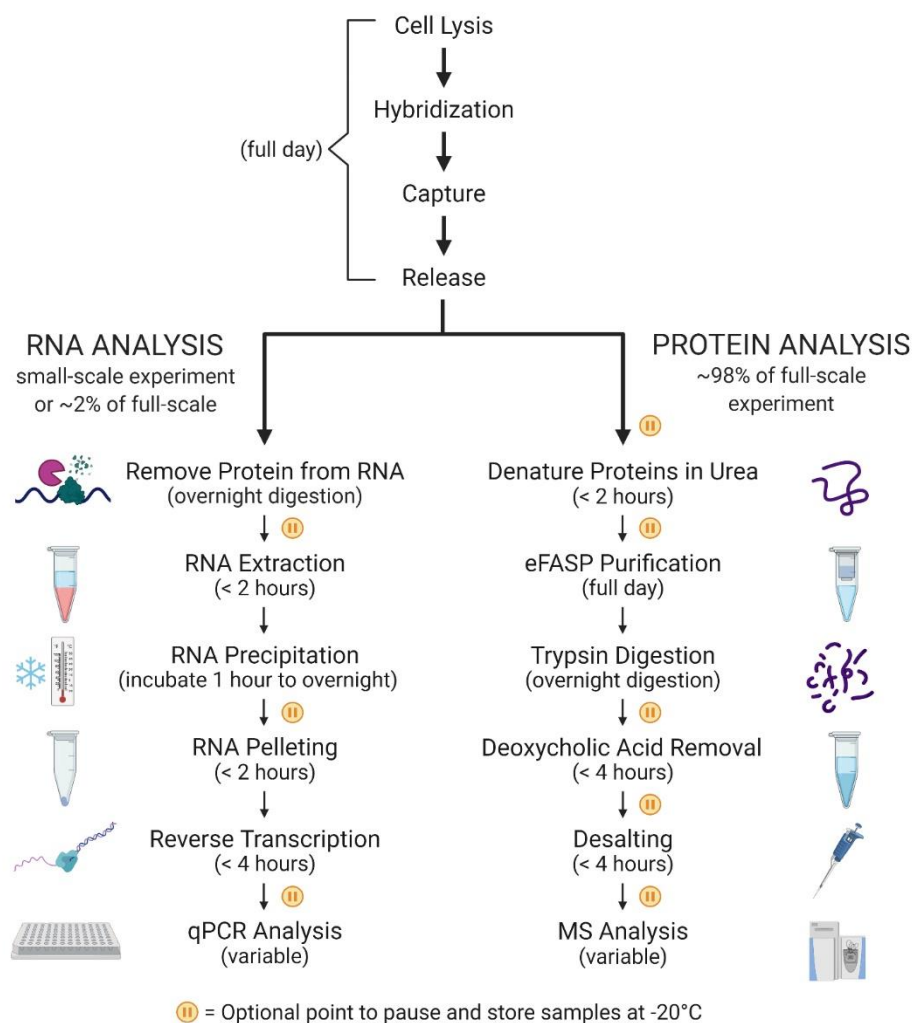 Cell Lysis
Hybridization
(full day)
Capture
Release
RNA ANALYSIS
small-scale experiment
or ~2% of full-scale
PROTEIN ANALYSIS
~98% of full-scale
experiment
Remove Protein from RNA
(overnight digestion)
RNA Extraction
(< 2 hours)
RNA Precipitation
(incubate 1 hour to overnight)
RNA Pelleting
(< 2 hours)
Reverse Transcription
(< 4 hours)
qPCR Analysis
(variable)
Denature Proteins in Urea
(< 2 hours)
eFASP Purification
(full day)
Trypsin Digestion
(overnight digestion)
Deoxycholic Acid Removal
(< 4 hours)
Desalting
(< 4 hours)
MS Analysis
(variable)
= Optional point to pause and store samples at -20°C